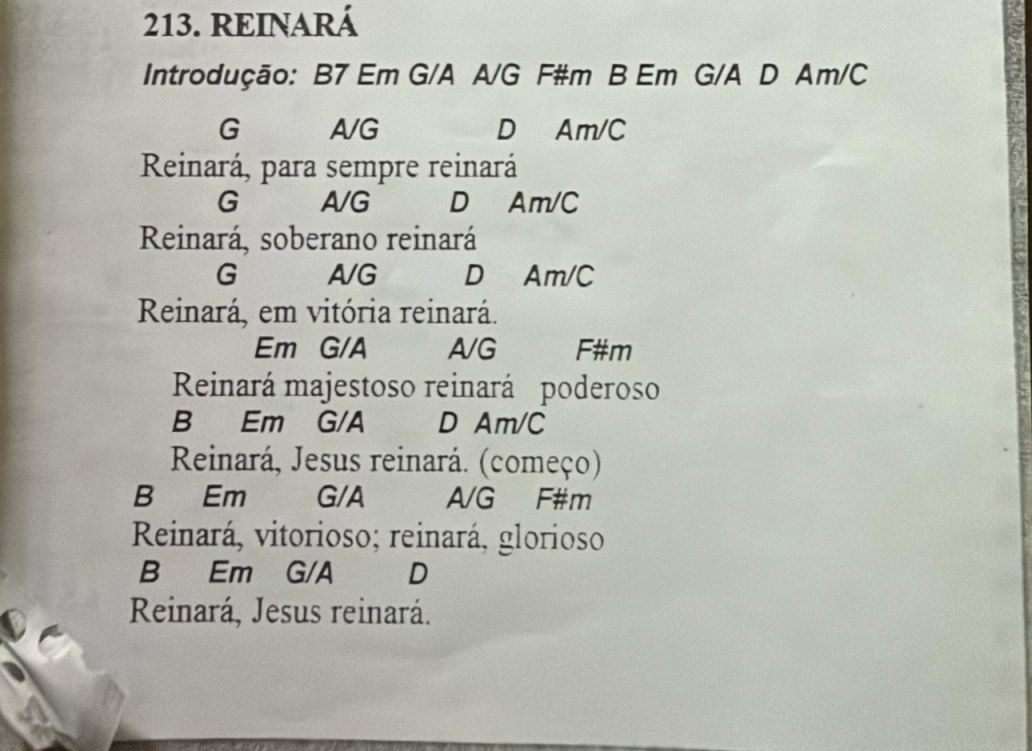 213. REINARÁ
Introdução: B7 Em G/A A/G F#m B Em G/A D Am/C
G A/G D Am/C
Reinará, para sempre reinará
G A/G D Am/C
Reinará, soberano reinará
G A/G D Am/C
Reinará, em vitória reinará.
Em G/A A/G F#m
Reinará majestoso reinará poderoso
B Em G/A D Am/C
Reinará, Jesus reinará. (começo)
B Em G/A A/G F#m
Reinará, vitorioso; reinará, glorioso
B Em G/A D
Reinará, Jesus reinará.